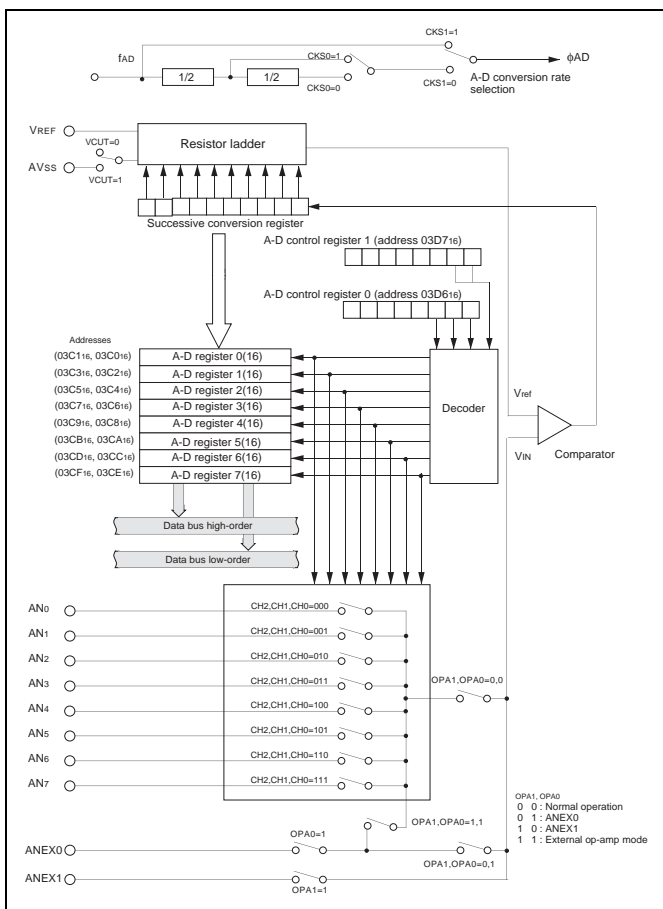 fAD
CKS1=1
CKS0=1
φAD
1/2
1/2
CKS0=0
CKS1=0
A-D conversion rate
selection
VREF
VCUT=0
Resistor ladder
AVSS
VCUT=1
Successive conversion register
A-D control register 1 (address 03D716)
A-D control register 0 (address 03D616)
Addresses
(03C116, 03C016) A-D register 0(16)
(03C316, 03C216) A-D register 1(16)
(03C516, 03C416) A-D register 2(16)
(03C716, 03C616) A-D register 3(16)
(03C916, 03C816) A-D register 4(16)
(03CB16, 03CA16) A-D register 5(16)
(03CD16, 03CC16) A-D register 6(16)
(03CF16, 03CE16) A-D register 7(16)
Decoder
Vref
VIN
Comparator
Data bus high-order
Data bus low-order
AN0 CH2,CH1,CH0=000
AN1 CH2,CH1,CH0=001
AN2 CH2,CH1,CH0=010
AN3 CH2,CH1,CH0=011
AN4 CH2,CH1,CH0=100
AN5 CH2,CH1,CH0=101
AN6 CH2,CH1,CH0=110
AN7 CH2,CH1,CH0=111
OPA1,OPA0=0,0
OPA1, OPA0
0 0 : Normal operation
0 1 : ANEX0
1 0 : ANEX1
1 1 : External op-amp mode
OPA1,OPA0=1,1
OPA0=1
ANEX0
OPA1,OPA0=0,1
ANEX1
OPA1=1